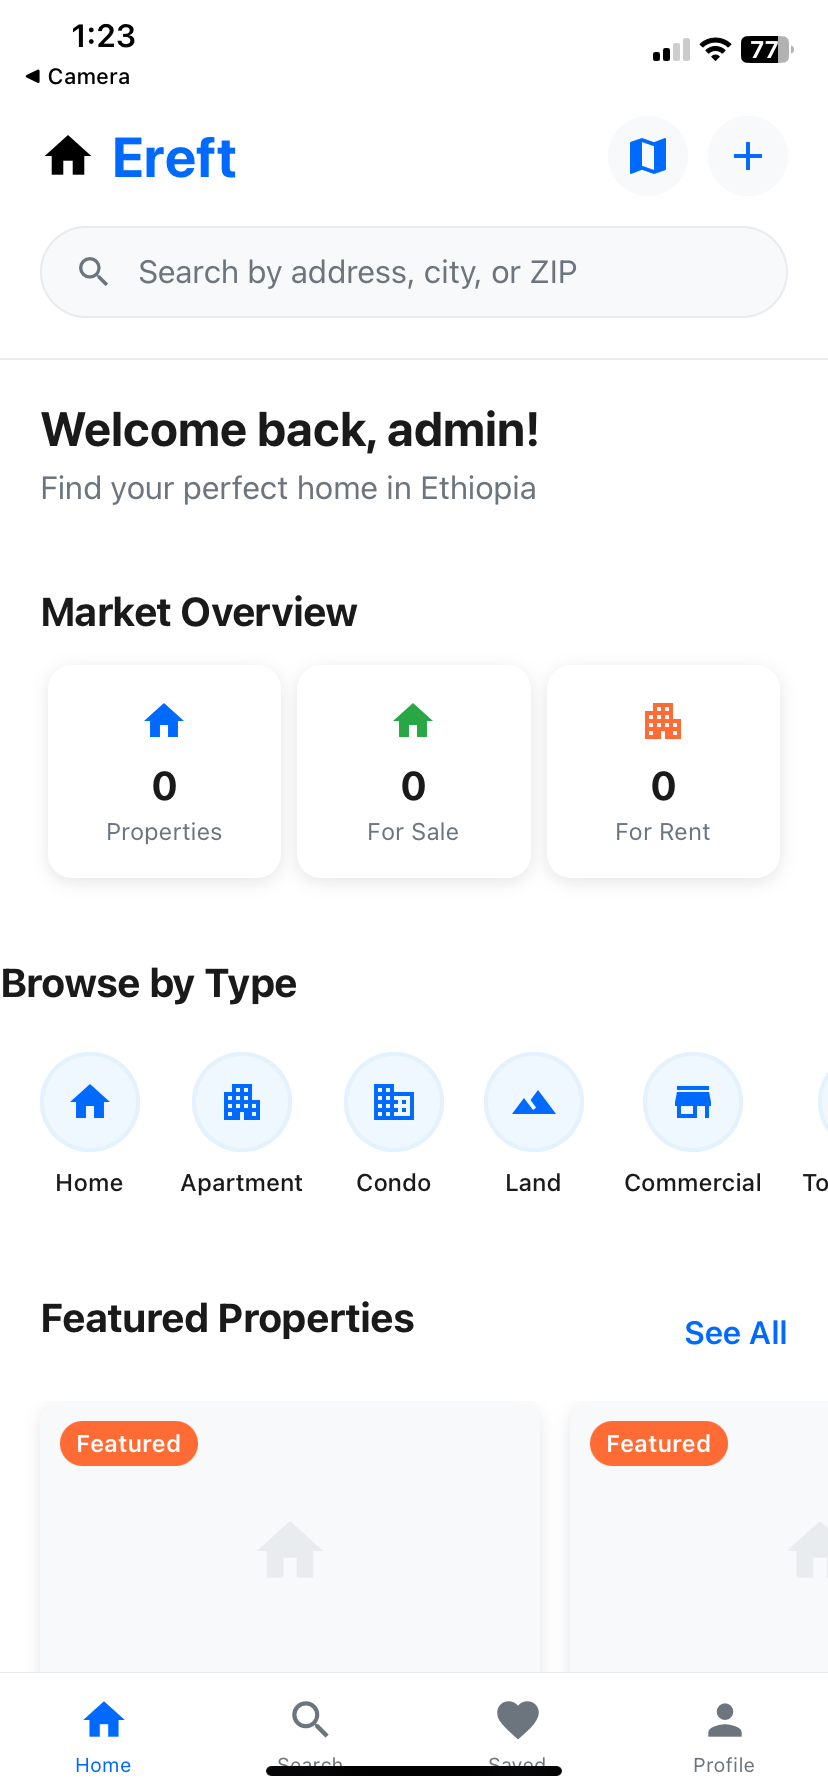 1:23
77
Camera
Ereft
Search by address, city, or ZIP
Welcome back, admin!
Find your perfect home in Ethiopia
Market Overview
0 0 0
Properties For Sale For Rent
Browse by Type
Home Apartment Condo Land Commercial To
Featured Properties
See All
Featured Featured
Home Search Saved Profile